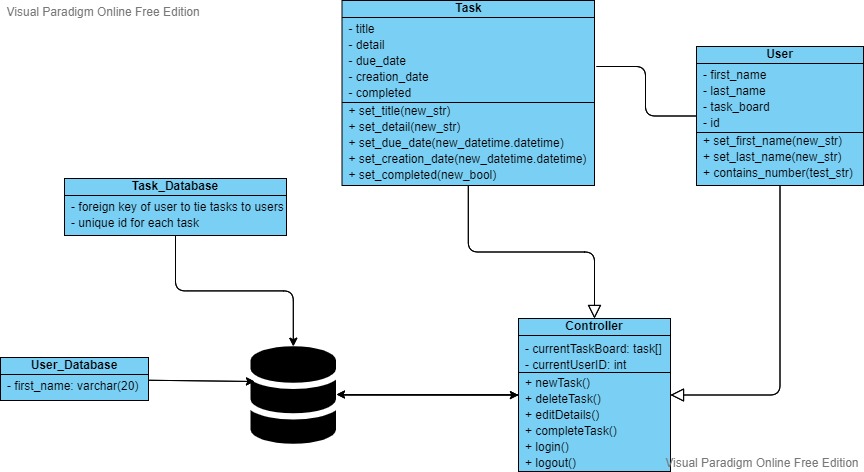 Visual Paradigm Online Free Edition
Task
- title
- detail
- due_date
- creation_date
- completed
+ set_title(new_str)
+ set_detail(new_str)
+ set_due_date(new_datetime.datetime)
+ set_creation_date(new_datetime.datetime)
+ set_completed(new_bool)
User
- first_name
- last_name
- task_board
- id
+ set_first_name(new_str)
+ set_last_name(new_str)
+ contains_number(test_str)
Task_Database
- foreign key of user to tie tasks to users
- unique id for each task
User_Database
- first_name: varchar(20)
Controller
- currentTaskBoard: task[]
- currentUserID: int
+ newTask()
+ deleteTask()
+ editDetails()
+ completeTask()
+ login()
+ logout()
Visual Paradigm Online Free Edition